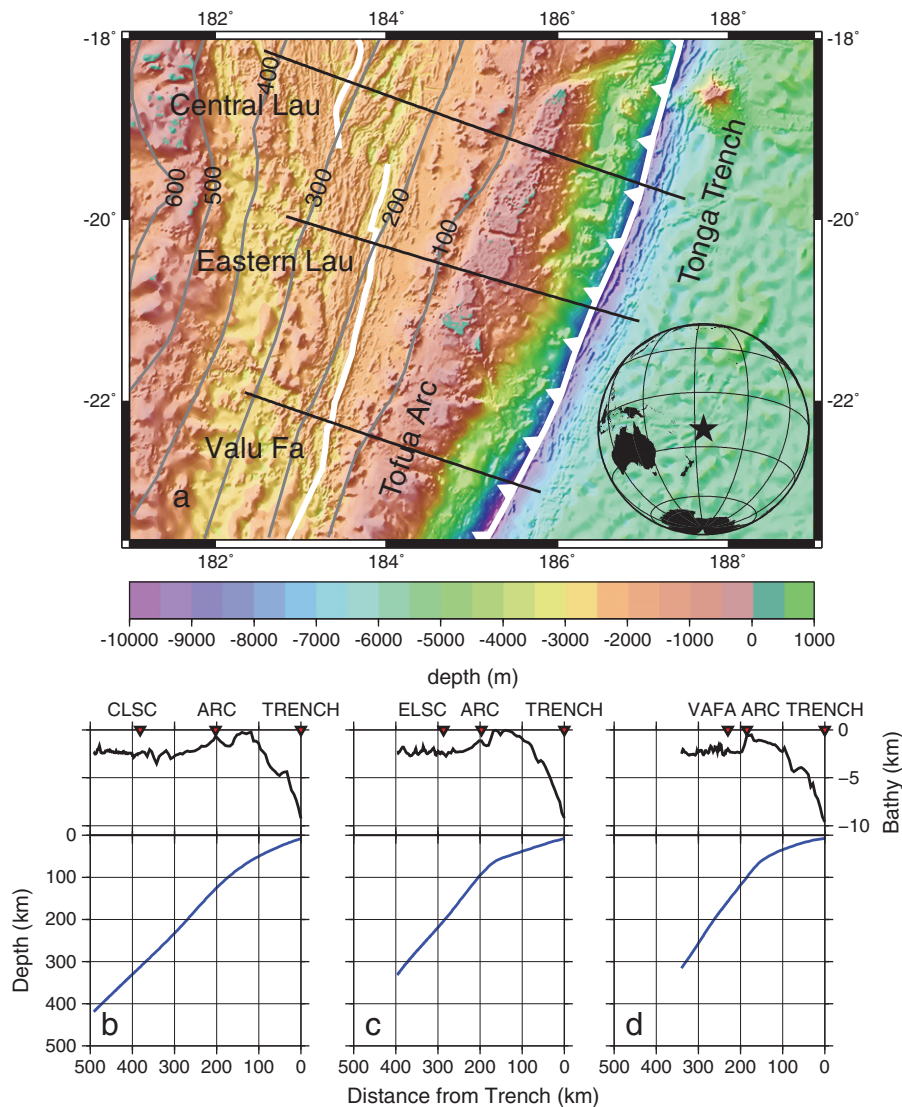 182˚ 184˚ 186˚ 188˚
-18˚
-20˚
-22˚
400
Central Lau
600
500
300
200
100
Eastern Lau
Tonga Trench
Valu Fa
Tofua Arc
a
182˚ 184˚ 186˚ 188˚
-10000 -9000 -8000 -7000 -6000 -5000 -4000 -3000 -2000 -1000 0 1000
depth (m)
CLSC ARC TRENCH
ELSC ARC TRENCH
VAFA ARC TRENCH
0
−5
−10
Bathy (km)
0
100
200
300
400
500
Depth (km)
b
c
d
500 400 300 200 100 0
500 400 300 200 100 0
500 400 300 200 100 0
Distance from Trench (km)